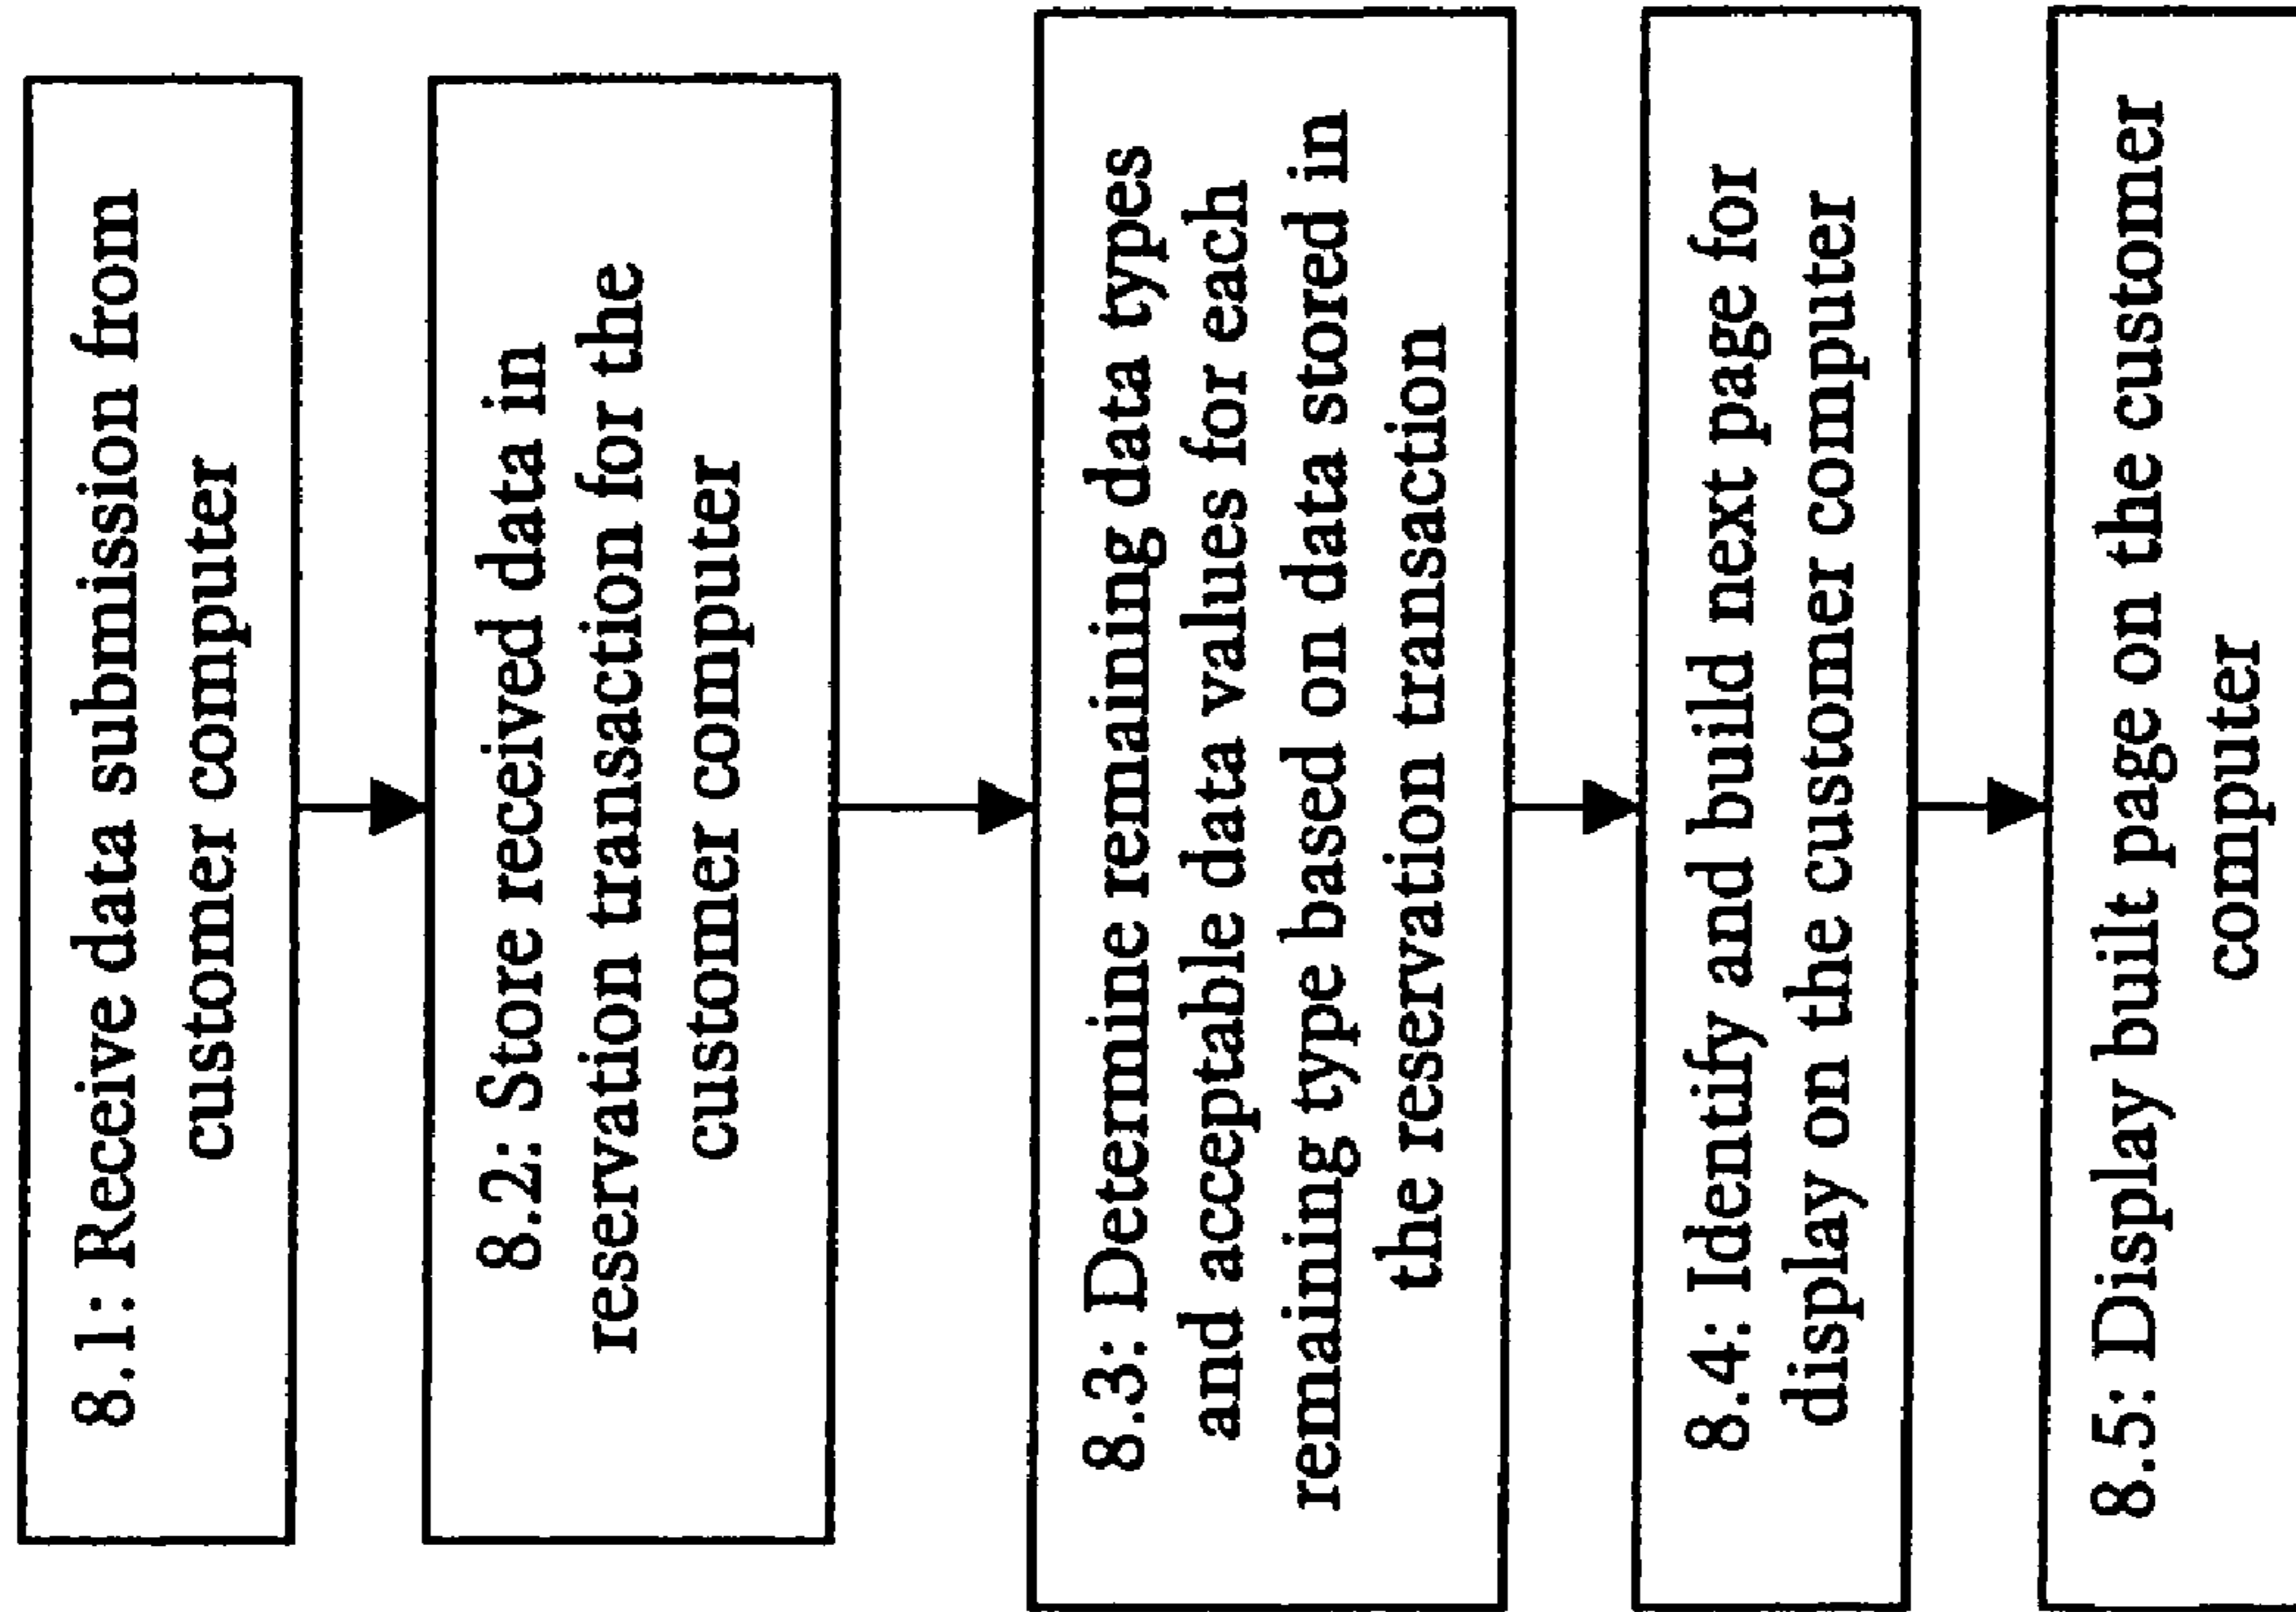 8.1: Receive data submission from
customer computer
8.2: Store received data in
reservation transaction for the
customer computer
8.3: Determine remaining data types
and acceptable data values for each
remaining type based on data stored in
the reservation transaction
8.4: Identify and build next page for
display on the customer computer
8.5: Display built page on the customer
computer